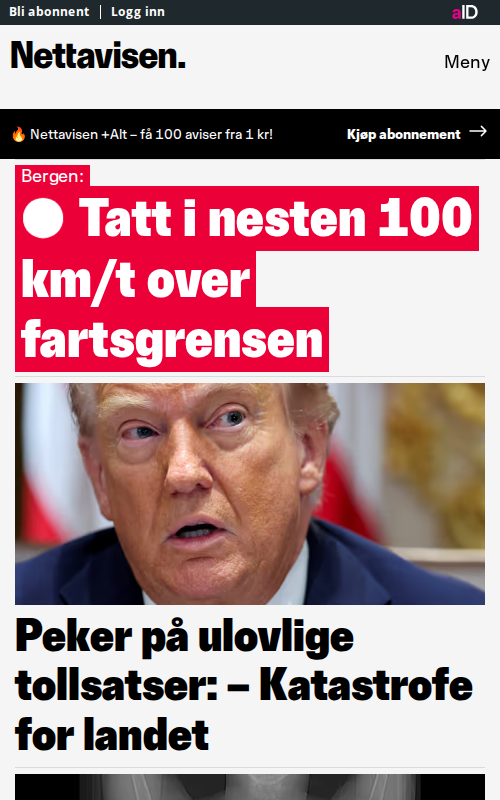 Bli abonnent
Logg inn
aID
Nettavisen.
Meny
🔥 Nettavisen +Alt – få 100 aviser fra 1 kr!
Kjøp abonnement →
Bergen:
Tatt i nesten 100
km/t over
fartsgrensen
Peker på ulovlige
tollsatser: – Katastrofe
for landet